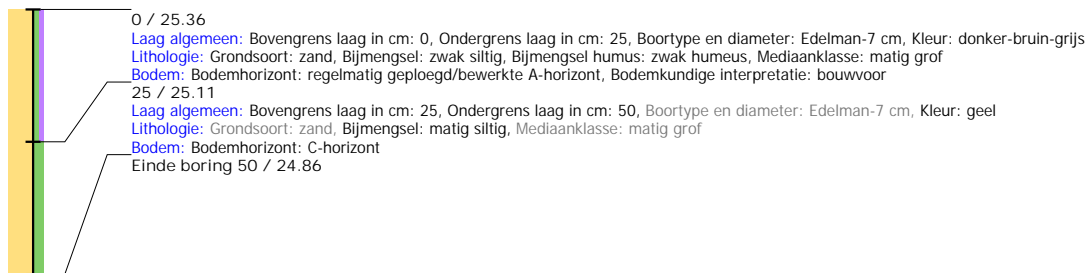 0 / 25.36
Laag algemeen: Bovengrens laag in cm: 0, Ondergrens laag in cm: 25, Boortype en diameter: Edelman-7 cm, Kleur: donker-bruin-grijs
Lithologie: Grondsoort: zand, Bijmengsel: zwak siltig, Bijmengsel humus: zwak humeus, Mediaanklasse: matig grof
Bodem: Bodemhorizont: regelmatig geploegd/bewerkte A-horizont, Bodemkundige interpretatie: bouwvoor
25 / 25.11
Laag algemeen: Bovengrens laag in cm: 25, Ondergrens laag in cm: 50, Boortype en diameter: Edelman-7 cm, Kleur: geel
Lithologie: Grondsoort: zand, Bijmengsel: matig siltig, Mediaanklasse: matig grof
Bodem: Bodemhorizont: C-horizont
Einde boring 50 / 24.86